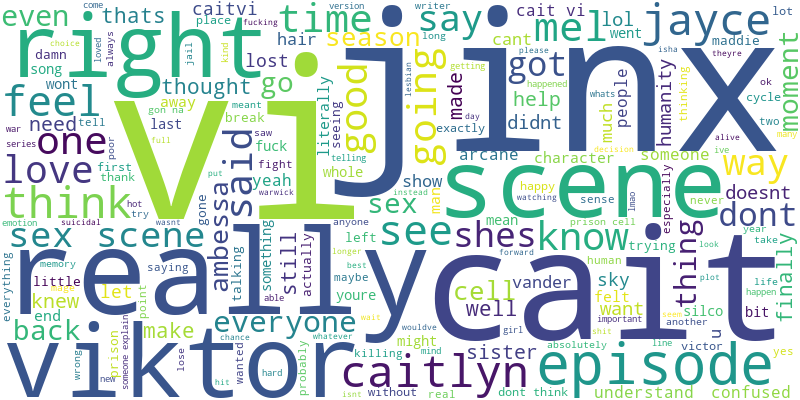 come
version
writer
caitvi
time
say
mel
cait vi
lol
went
jayce
lot
even
thats
place
fucking
hair
season
long
cant
maddie
loved
always
choice
right
jinx
got
please
isha
theyre
damn
song
jail
kind
lost
lesbian
getting
happened
ok
wont
thought
go
good
going
made
help
people
humanity
thinking
moment
feel
away
gon na
meant
break
literally
seeing
whats
cycle
need
tell
last
saw
exactly
didnt
much
two
war
series
one
vi
said
fuck
day
arcane
ive
alive
many
poor
full
fight
telling
decision
first
thank
yeah
whole
character
someone
way
love
warwick
show
scene
happy
lmao
especially
doesnt
think
hot
try
put
instead
sex
man
sense
watching
never
dont
emotion
suicidal
wasnt
gone
anyone
mean
prison cell
year
sex scene
ambessa
something
still
left
see
shes
know
trying
thing
look
take
finally
everything
memory
saying
talking
actually
longer
best
maybe
forward
human
plot
life
happen
little
really
cait
able
youre
cell
vander
sky
felt
want
silco
bit
knew
huge
let
point
wait
well
important
seem
another
u
end
back
prison
make
everyone
wouldve
girl
shit
line
victor
yes
wrong
someone explain
chance
whatever
might
sister
absolutely
viktor
lose
wanted
probably
killing
mind
episode
new
hit
hard
isnt
caitlyn
without
real
dont think
understand
confused